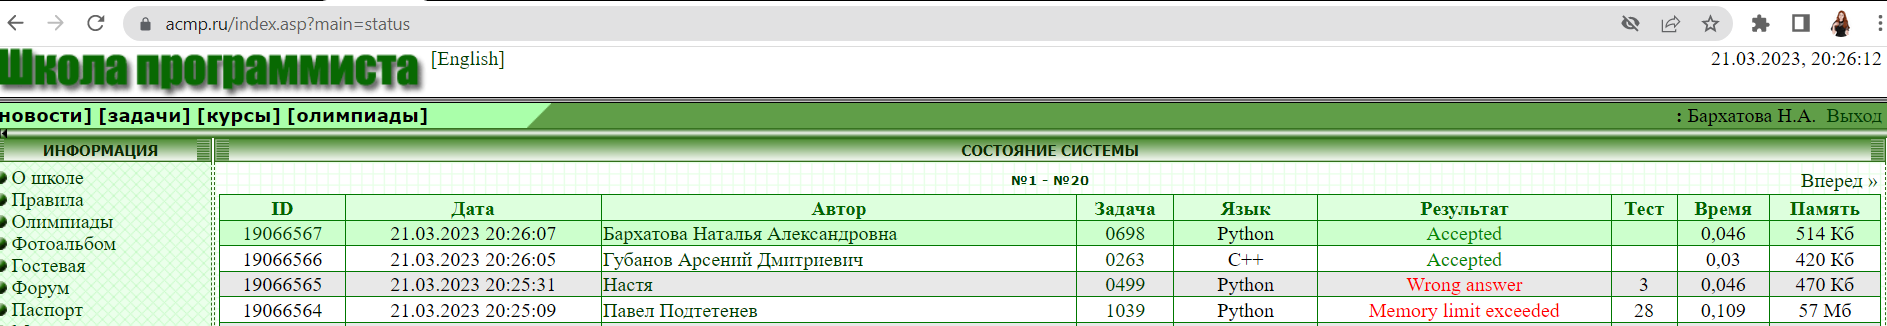 acmp.ru/index.asp?main=status
Школа программиста [English] 21.03.2023, 20:26:12
новости] [задачи] [курсы] [олимпиады] : Бархатова Н.А. Выход
ИНФОРМАЦИЯ СОСТОЯНИЕ СИСТЕМЫ
О школе
Правила
Олимпиады
Фотоальбом
Гостевая
Форум
Паспорт
№1 - №20 Вперед »
ID Дата Автор Задача Язык Результат Тест Время Память
19066567 21.03.2023 20:26:07 Бархатова Наталья Александровна 0698 Python Accepted 0,046 514 Кб
19066566 21.03.2023 20:26:05 Губанов Арсений Дмитриевич 0263 C++ Accepted 0,03 420 Кб
19066565 21.03.2023 20:25:31 Настя 0499 Python Wrong answer 3 0,046 470 Кб
19066564 21.03.2023 20:25:09 Павел Подтетенев 1039 Python Memory limit exceeded 28 0,109 57 Мб